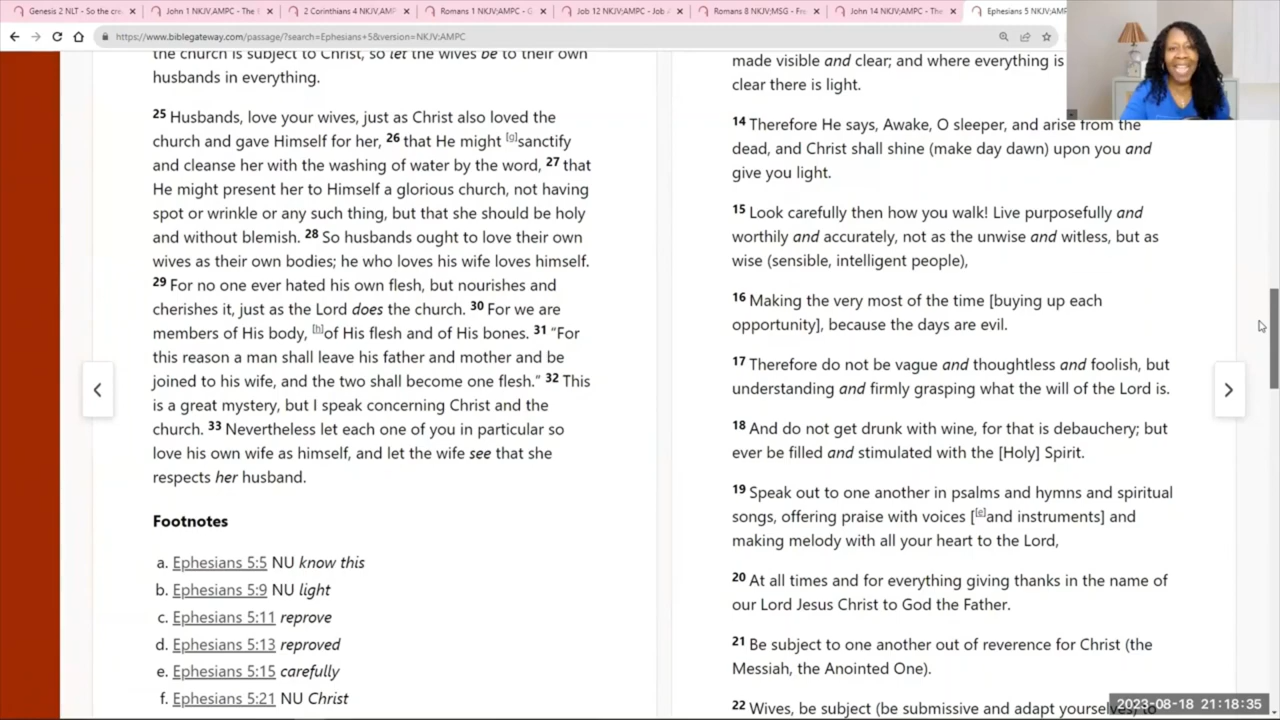 Genesis 2 NLT - So the cre
John 1 NKJV;AMPC - The
2 Corinthians 4 NKJV;AMPC
Romans 1 NKJV;AMPC - G
Job 12 NKJV;AMPC - Job A
Romans 8 NKJV;MSG - Fre
John 14 NKJV;AMPC - The
Ephesians 5 NKJV;AMP
https://www.biblegateway.com/passage/?search=Ephesians+5&version=NKJV;AMPC
the church is subject to Christ, so let the wives be to their own
husbands in everything.
25 Husbands, love your wives, just as Christ also loved the
church and gave Himself for her, 26 that He might [g]sanctify
and cleanse her with the washing of water by the word, 27 that
He might present her to Himself a glorious church, not having
spot or wrinkle or any such thing, but that she should be holy
and without blemish. 28 So husbands ought to love their own
wives as their own bodies; he who loves his wife loves himself.
29 For no one ever hated his own flesh, but nourishes and
cherishes it, just as the Lord does the church. 30 For we are
members of His body, [h]of His flesh and of His bones. 31 “For
this reason a man shall leave his father and mother and be
joined to his wife, and the two shall become one flesh.” 32 This
is a great mystery, but I speak concerning Christ and the
church. 33 Nevertheless let each one of you in particular so
love his own wife as himself, and let the wife see that she
respects her husband.
Footnotes
a. Ephesians 5:5 NU know this
b. Ephesians 5:9 NU light
c. Ephesians 5:11 reprove
d. Ephesians 5:13 reproved
e. Ephesians 5:15 carefully
f. Ephesians 5:21 NU Christ
made visible and clear; and where everything is
clear there is light.
14 Therefore He says, Awake, O sleeper, and arise from the
dead, and Christ shall shine (make day dawn) upon you and
give you light.
15 Look carefully then how you walk! Live purposefully and
worthily and accurately, not as the unwise and witless, but as
wise (sensible, intelligent people),
16 Making the very most of the time [buying up each
opportunity], because the days are evil.
17 Therefore do not be vague and thoughtless and foolish, but
understanding and firmly grasping what the will of the Lord is.
18 And do not get drunk with wine, for that is debauchery; but
ever be filled and stimulated with the [Holy] Spirit.
19 Speak out to one another in psalms and hymns and spiritual
songs, offering praise with voices [[e]and instruments] and
making melody with all your heart to the Lord,
20 At all times and for everything giving thanks in the name of
our Lord Jesus Christ to God the Father.
21 Be subject to one another out of reverence for Christ (the
Messiah, the Anointed One).
22 Wives, be subject (be submissive and adapt yourselves) to
2023-08-18 21:18:35